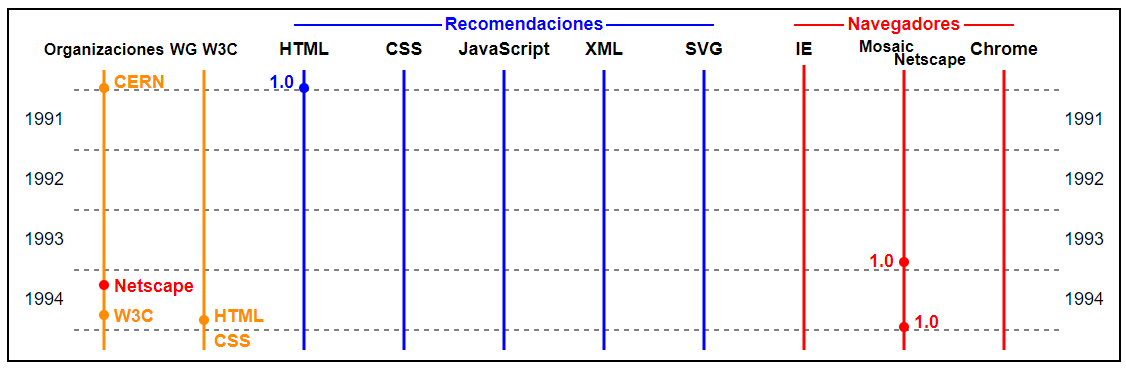 Recomendaciones Navegadores
Organizaciones WG W3C HTML CSS JavaScript XML SVG IE Mosaic Netscape Chrome
CERN 1.0
1991 1991
1992 1992
1993 1993
1.0
Netscape
1994 1994
W3C HTML 1.0
CSS